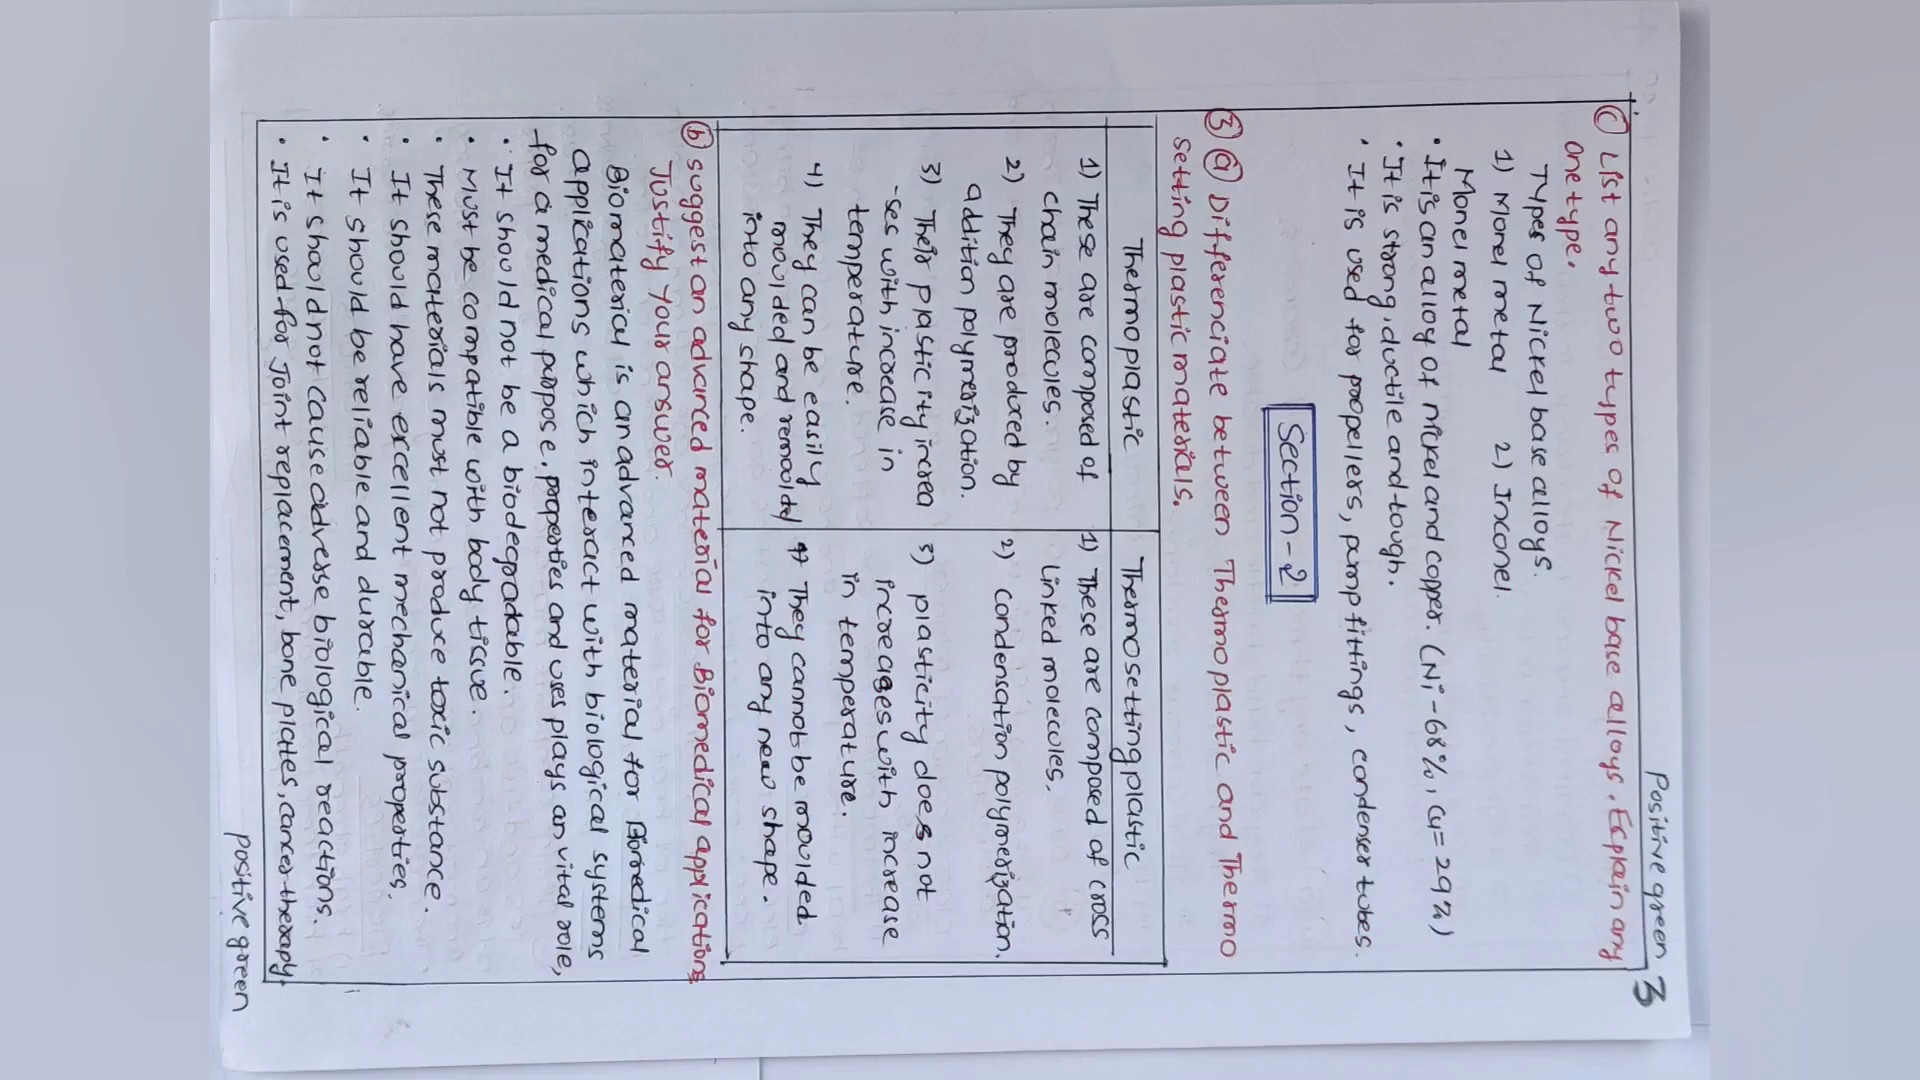 Positive green 3
c) List any two types of Nickel base alloys. Explain any
one type.
Types of Nickel base alloys.
1) Monel metal 2) Inconel.
Monel metal
• It is an alloy of nickel and copper. (Ni-68%, Cu=29%)
• It is strong, ductile and tough.
• It is used for propellers, pump fittings, condenser tubes.
Section-2
3 a) Differenciate between Thermoplastic and Thermo
setting plastic materials.
Thermoplastic
1) These are composed of
chain molecules.
2) They are produced by
addition polymerization.
3) Their plasticity increa
-ses with increase in
temperature.
4) They can be easily
moulded and remoulded
into any shape.
Thermosetting plastic
1) These are composed of cross
Linked molecules.
2) condensation polymerization.
3) plasticity does not
increases with increase
in temperature.
4) They cannot be moulded
into any new shape.
b) suggest an advanced material for Biomedical applications
Justify your answer.
Biomaterial is an advanced material for Biomedical
applications which interact with biological systems
for a medical purpose. properties and uses plays an vital role,
• It should not be a biodegradable.
• Must be compatible with body tissue.
• These materials must not produce toxic substance.
• It should have excellent mechanical properties.
• It should be reliable and durable.
• It should not cause adverse biological reactions.
• It is used for Joint replacement, bone plates, cancer therapy.
positive green